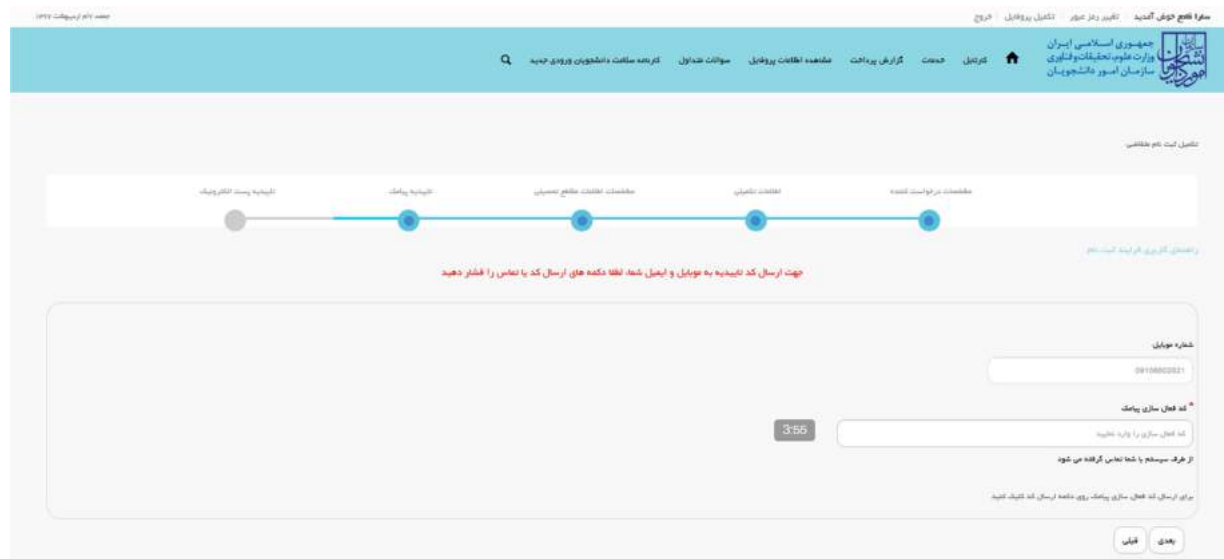 سارا قانع خوش آمدید تغییر رمز عبور تکمیل پروفایل خروج
جمهوری اسلامی ایران
وزارت علوم، تحقیقات و فناوری
سازمان امور دانشجویان
کارتابل خدمات گزارش پرداخت مشاهده اطلاعات پروفایل سوالات متداول کارنامه سلامت دانشجویان ورودی جدید
تکمیل ثبت نام متقاضی
مشخصات درخواست کننده اطلاعات تکمیلی مشخصات اطلاعات مقطع تحصیلی تاییدیه پیامک تاییدیه پست الکترونیک
راهنمای کاربری فرایند ثبت نام
جهت ارسال کد تاییدیه به موبایل و ایمیل شما، لطفا دکمه های ارسال کد یا تماس را فشار دهید
شماره موبایل:
* کد فعال سازی پیامک
کد فعال سازی را وارد نمایید
3:55
از طرف سیستم با شما تماس گرفته می شود
برای ارسال کد فعال سازی پیامک روی دکمه ارسال کد کلیک کنید
بعدی قبلی